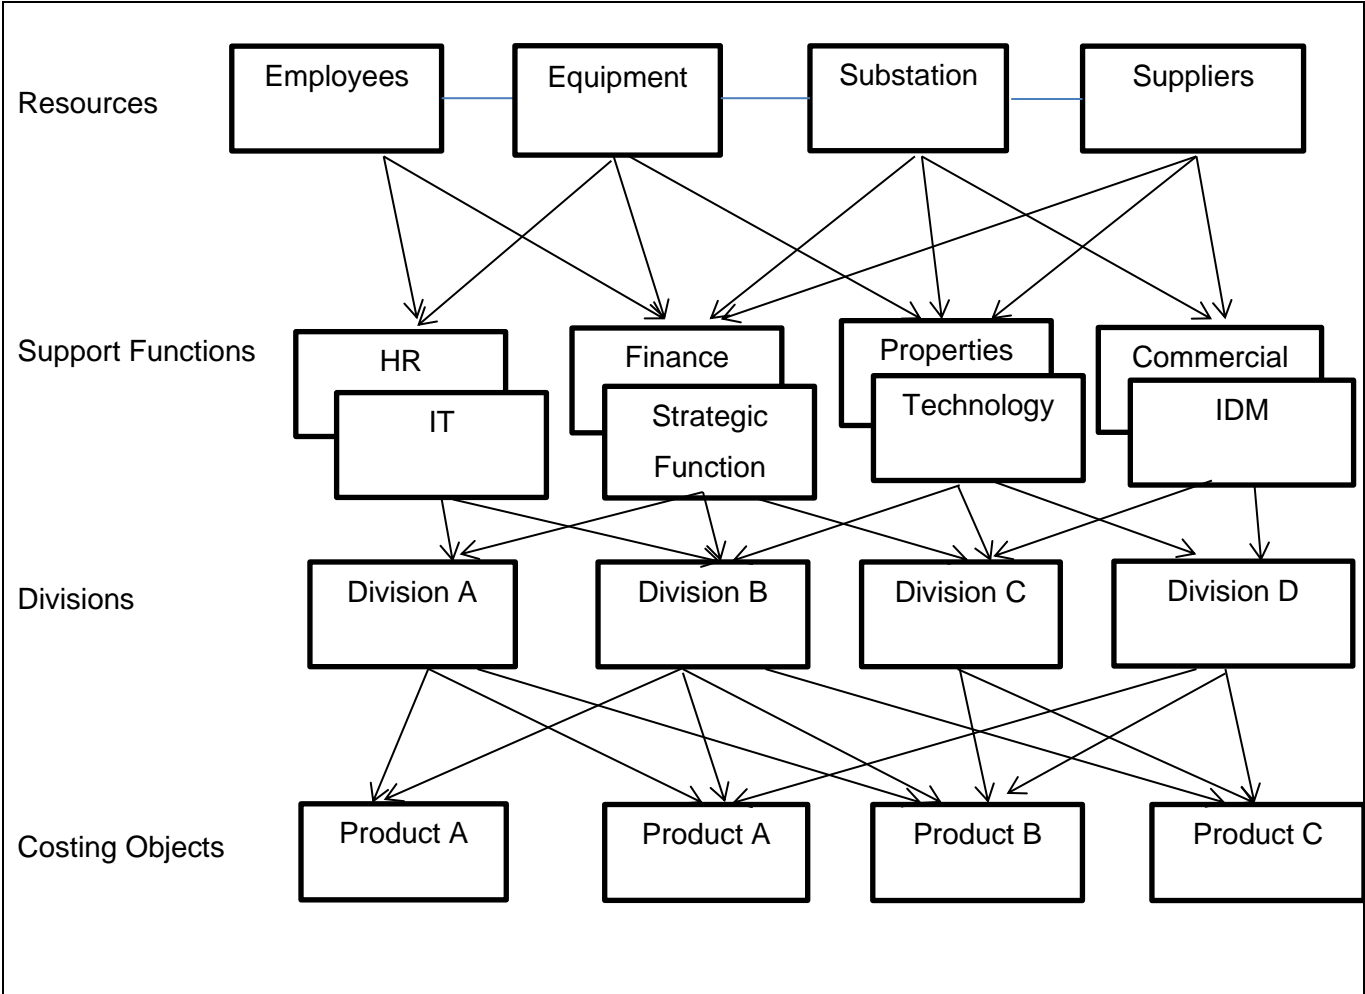 Resources
Employees
Equipment
Substation
Suppliers
Support Functions
HR
Finance
Properties
Commercial
IT
Strategic
Function
Technology
IDM
Divisions
Division A
Division B
Division C
Division D
Costing Objects
Product A
Product A
Product B
Product C